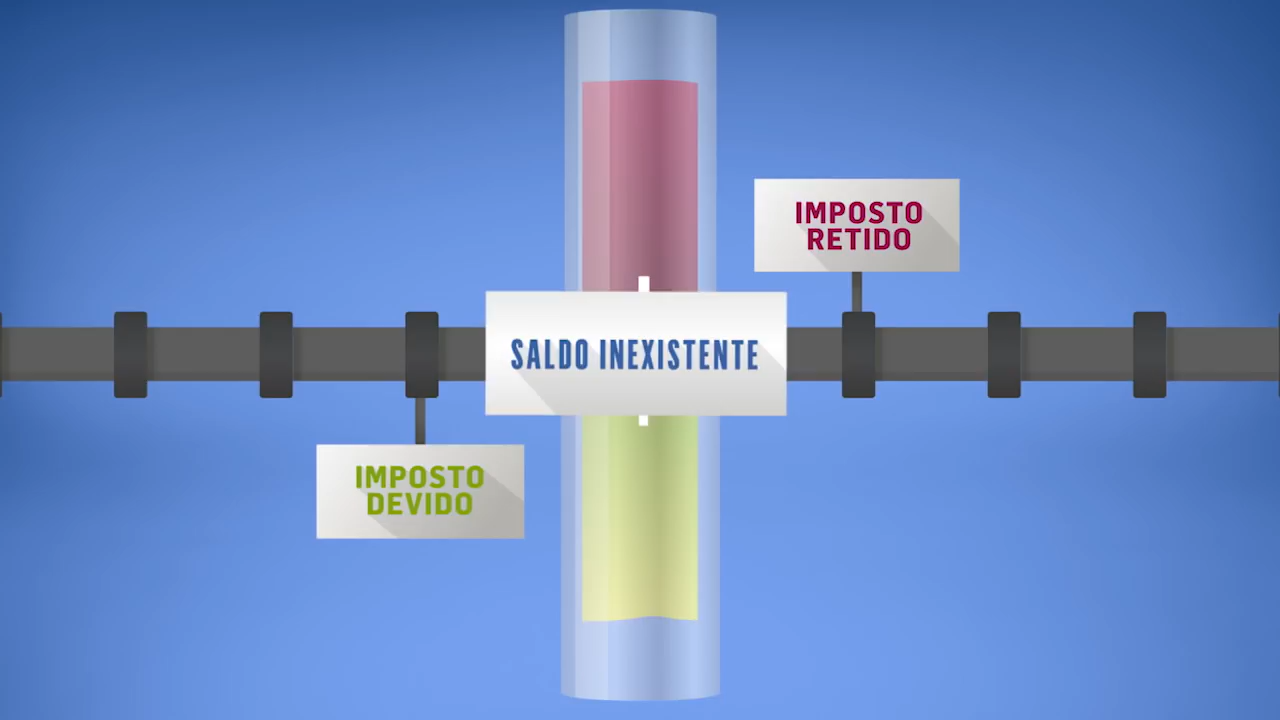 IMPOSTO
RETIDO
SALDO INEXISTENTE
IMPOSTO
DEVIDO